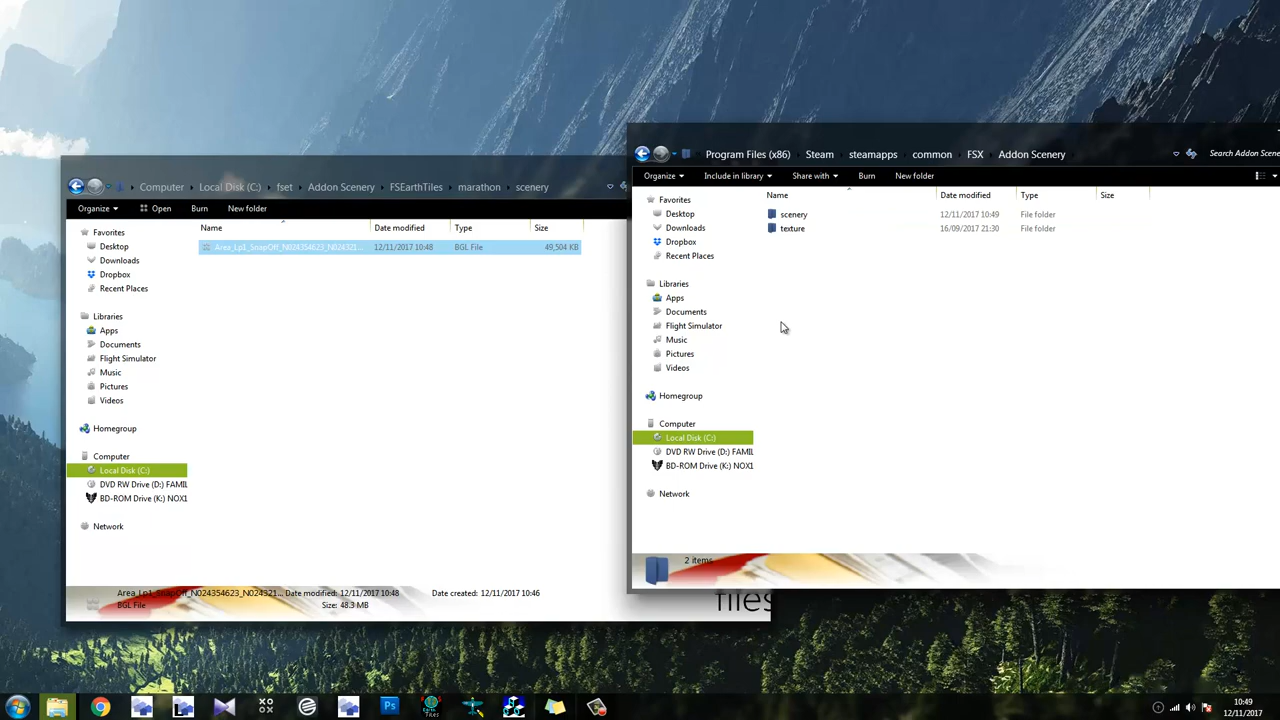 Computer Local Disk (C:) fset Addon Scenery FSEarthTiles marathon scenery
Organize Open Burn New folder
Favorites
Desktop
Downloads
Dropbox
Recent Places
Libraries
Apps
Documents
Flight Simulator
Music
Pictures
Videos
Homegroup
Computer
Local Disk (C:)
DVD RW Drive (D:) FAMIL
BD-ROM Drive (K:) NOX1
Network
Name Date modified Type Size
Area_Lp1_SnapOff_N024354623_N024321... 12/11/2017 10:48 BGL File 49,504 KB
Area_Lp1_SnapOff_N024354623_N024321... Date modified: 12/11/2017 10:48 Date created: 12/11/2017 10:46
BGL File Size: 48.3 MB
Program Files (x86) Steam steamapps common FSX Addon Scenery Search Addon Scene
Organize Include in library Share with Burn New folder
Favorites
Desktop
Downloads
Dropbox
Recent Places
Libraries
Apps
Documents
Flight Simulator
Music
Pictures
Videos
Homegroup
Computer
Local Disk (C:)
DVD RW Drive (D:) FAMIL
BD-ROM Drive (K:) NOX1
Network
Name Date modified Type Size
scenery 12/11/2017 10:49 File folder
texture 16/09/2017 21:30 File folder
2 items
files
Ps
10:49
12/11/2017